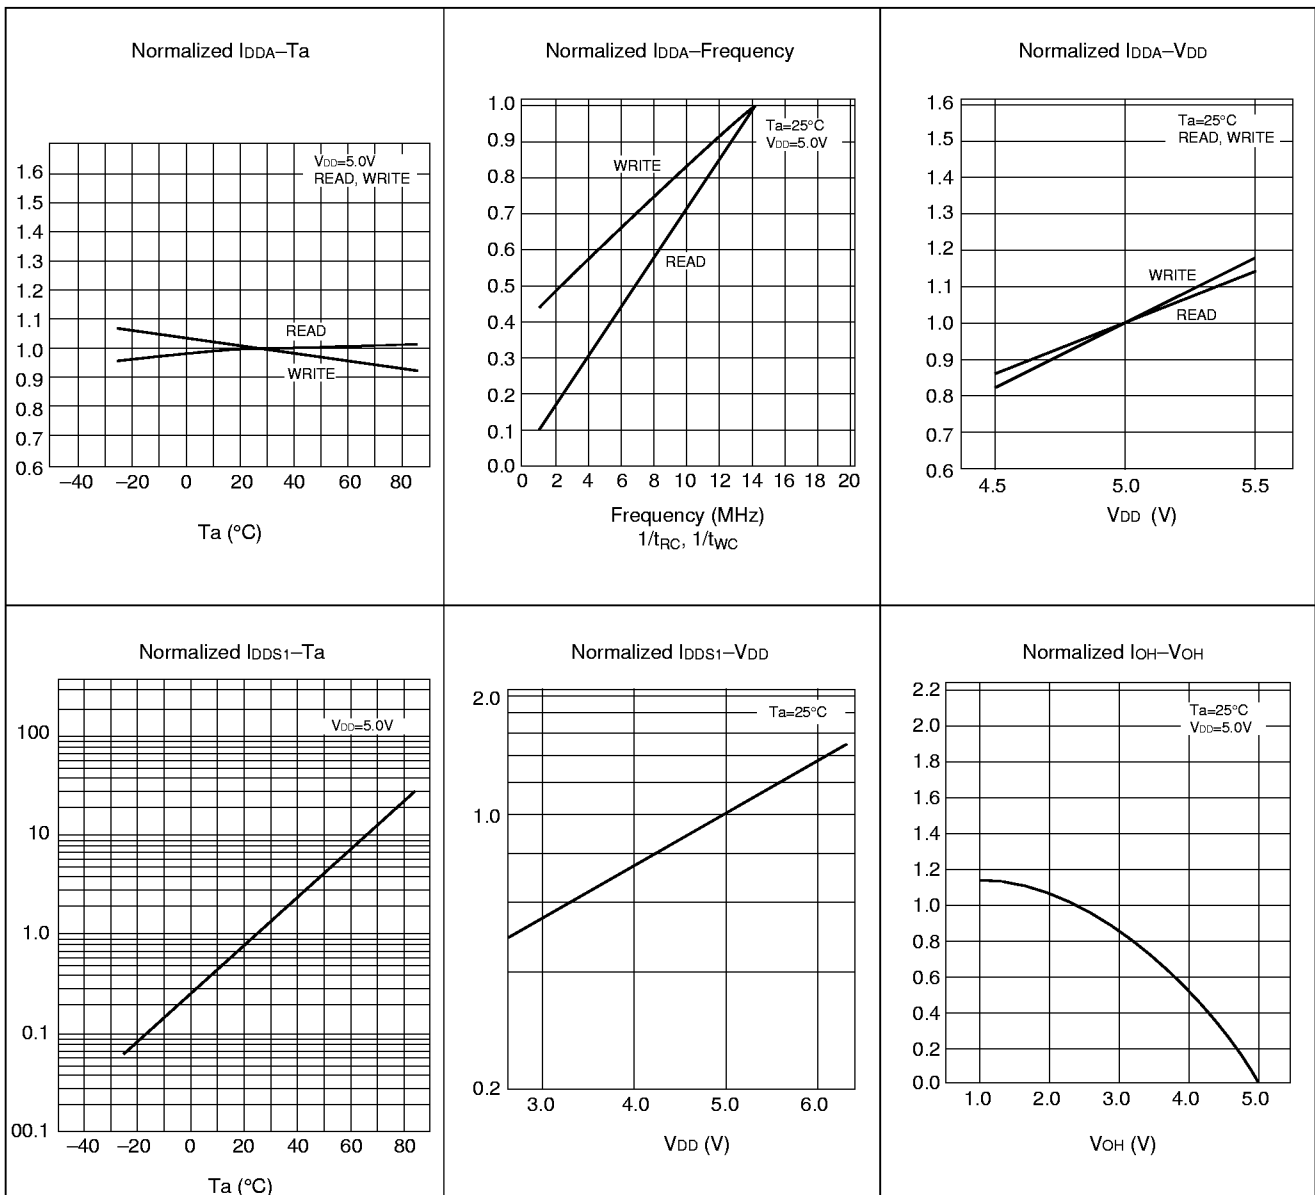 Normalized IDDA–Ta
VDD=5.0V
READ, WRITE
1.6
1.5
1.4
1.3
1.2
1.1
1.0
0.9
0.8
0.7
0.6
READ
WRITE
–40 –20 0 20 40 60 80
Ta (°C)
Normalized IDDA–Frequency
Ta=25°C
VDD=5.0V
1.0
0.9
0.8
0.7
0.6
0.5
0.4
0.3
0.2
0.1
0.0
WRITE
READ
0 2 4 6 8 10 12 14 16 18 20
Frequency (MHz)
1/tRC, 1/tWC
Normalized IDDA–VDD
Ta=25°C
READ, WRITE
1.6
1.5
1.4
1.3
1.2
1.1
1.0
0.9
0.8
0.7
0.6
WRITE
READ
4.5 5.0 5.5
VDD (V)
Normalized IDDS1–Ta
VDD=5.0V
100
10
1.0
0.1
00.1
–40 –20 0 20 40 60 80
Ta (°C)
Normalized IDDS1–VDD
Ta=25°C
2.0
1.0
0.2
3.0 4.0 5.0 6.0
VDD (V)
Normalized IOH–VOH
Ta=25°C
VDD=5.0V
2.2
2.0
1.8
1.6
1.4
1.2
1.0
0.8
0.6
0.4
0.2
0.0
1.0 2.0 3.0 4.0 5.0
VOH (V)